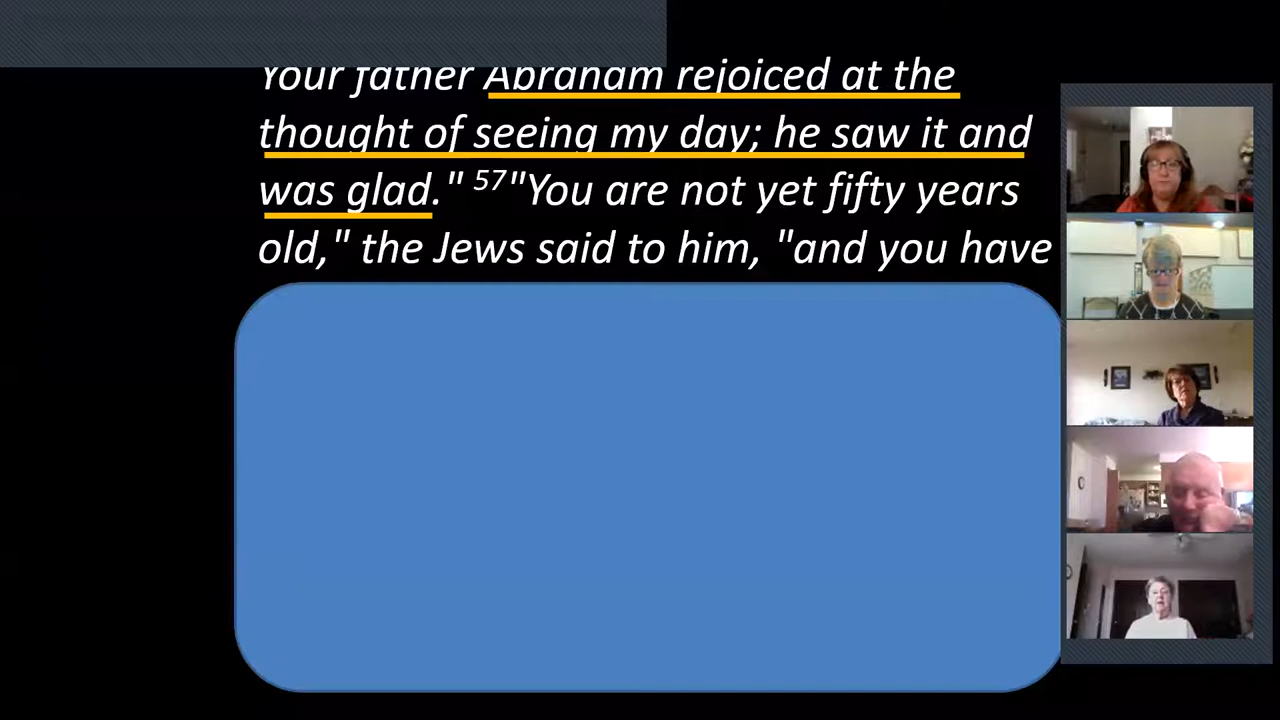 Your father Abraham rejoiced at the
thought of seeing my day; he saw it and
was glad." 57"You are not yet fifty years
old," the Jews said to him, "and you have